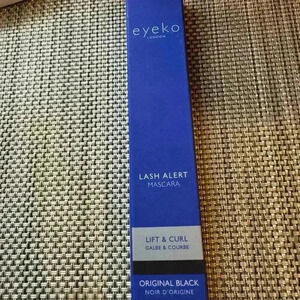 eyeko
LONDON
LASH ALERT
MASCARA
LIFT & CURL
GALBE & COURBE
ORIGINAL BLACK
NOIR D'ORIGINE